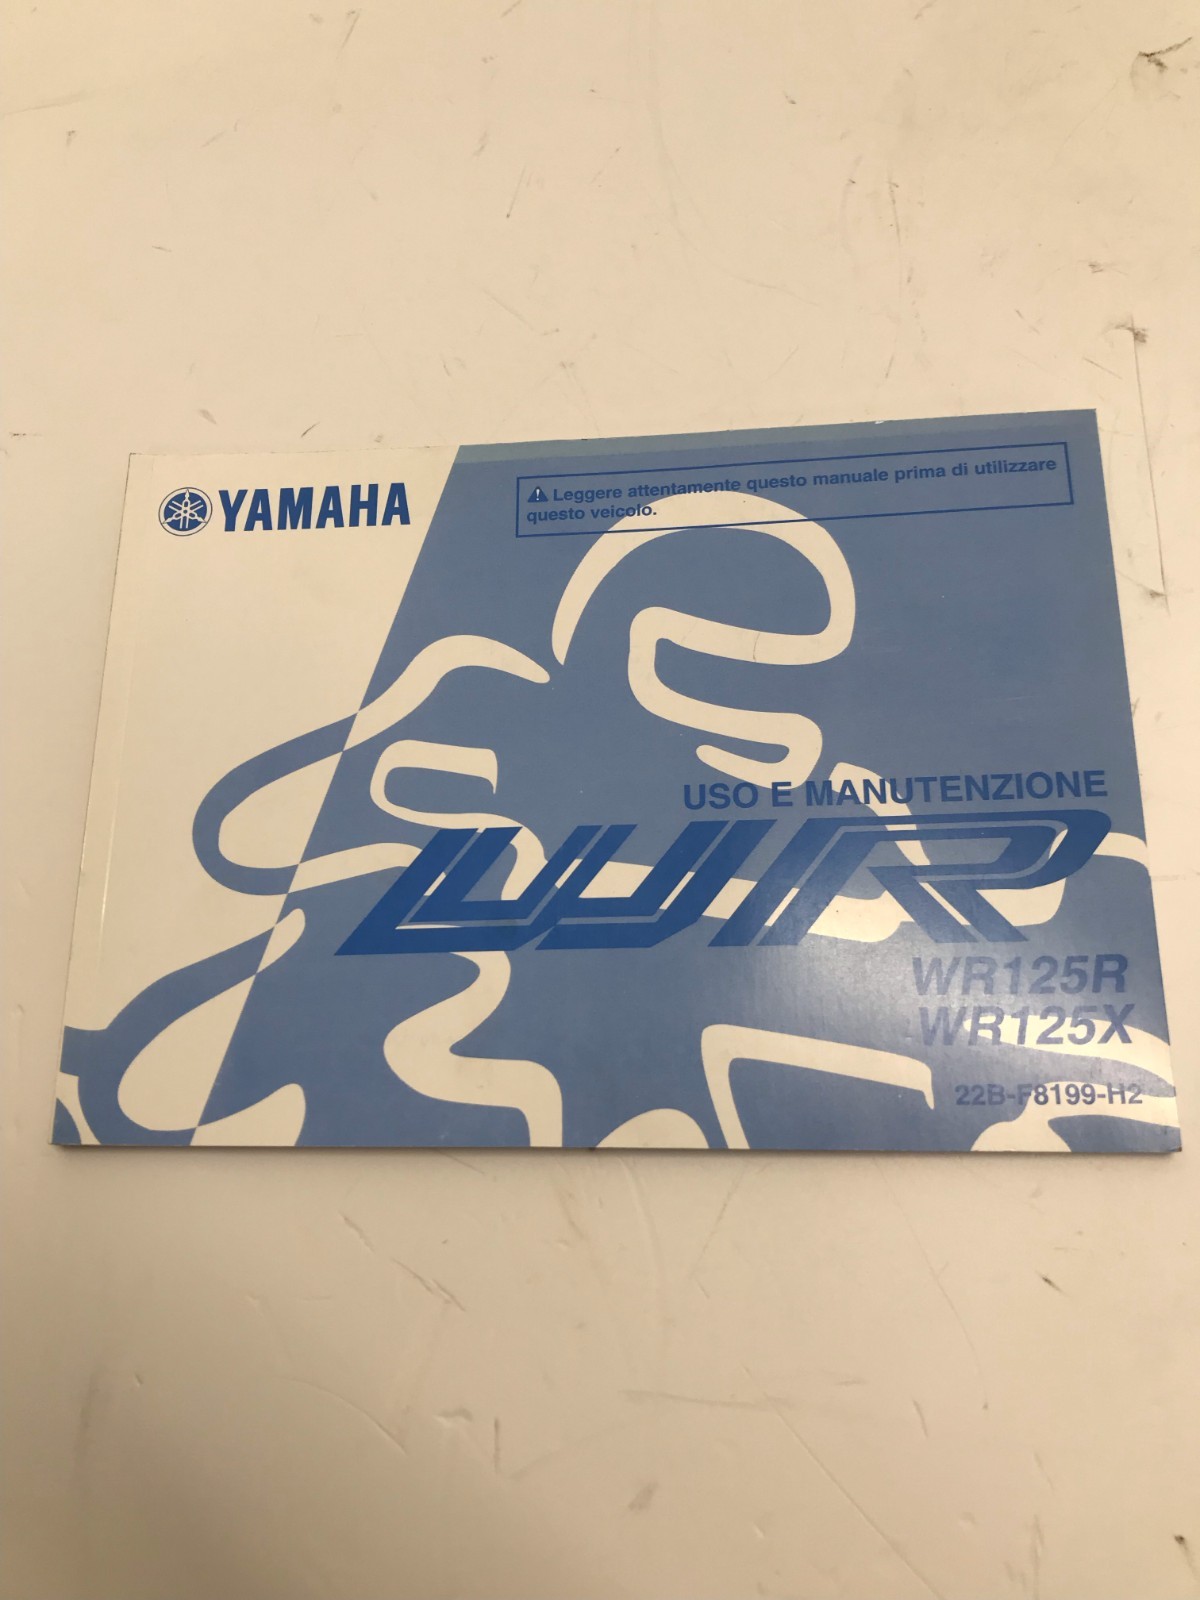 YAMAHA
⚠ Leggere attentamente questo manuale prima di utilizzare
questo veicolo.
USO E MANUTENZIONE
WR
WR125R
WR125X
22B-F8199-H2